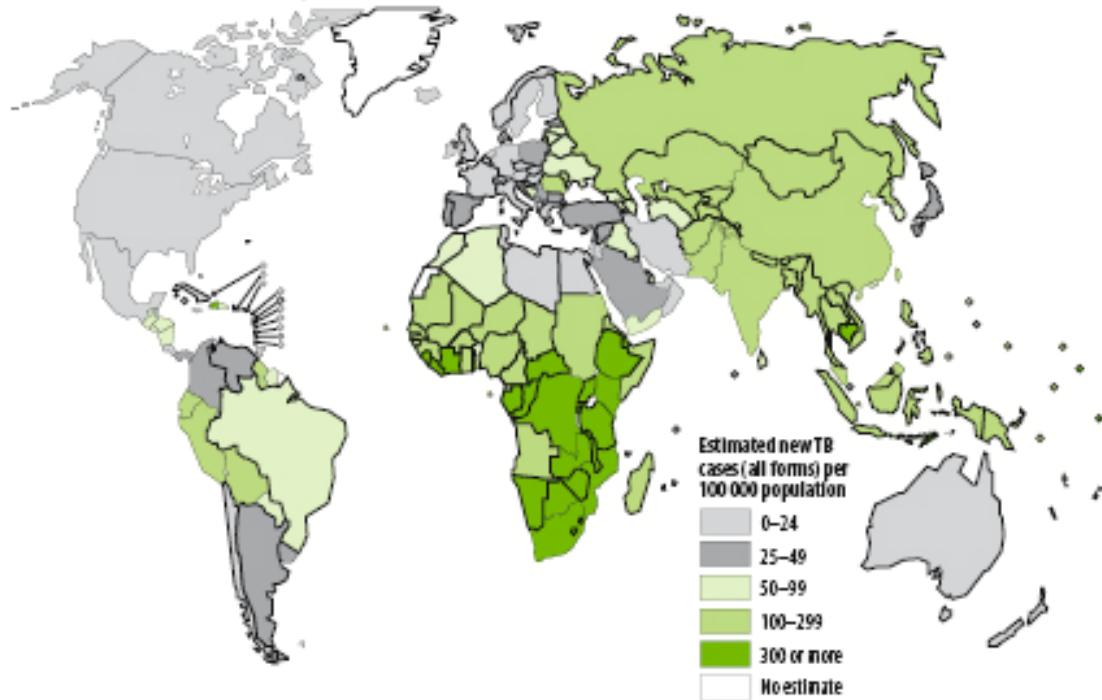 Estimated new TB
cases (all forms) per
100 000 population
0–24
25–49
50–99
100–299
300 or more
No estimate